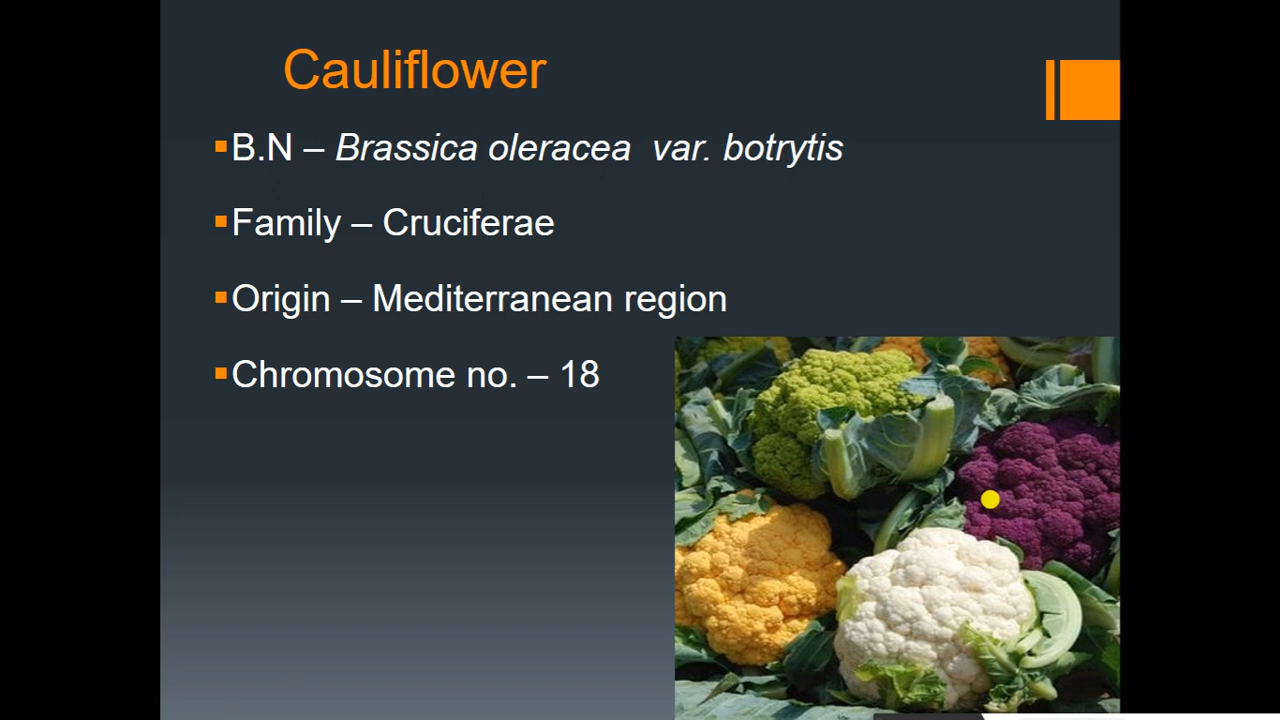 Cauliflower
B.N – Brassica oleracea var. botrytis
Family – Cruciferae
Origin – Mediterranean region
Chromosome no. – 18